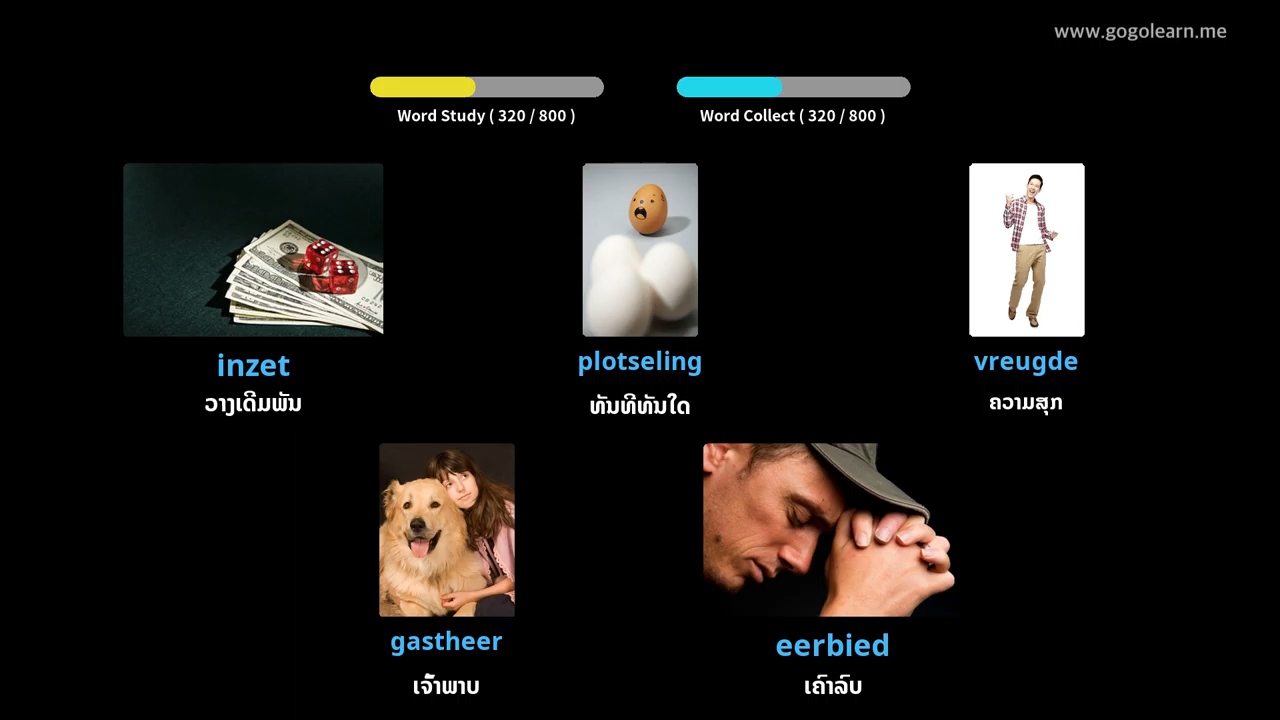 www.gogolearn.me
Word Study ( 320 / 800 )
Word Collect ( 320 / 800 )
inzet
ວາງເດີມພັນ
plotseling
ທັນທີທັນໃດ
vreugde
ຄວາມສຸກ
gastheer
ເຈົ້າພາບ
eerbied
ເຄົາລົບ